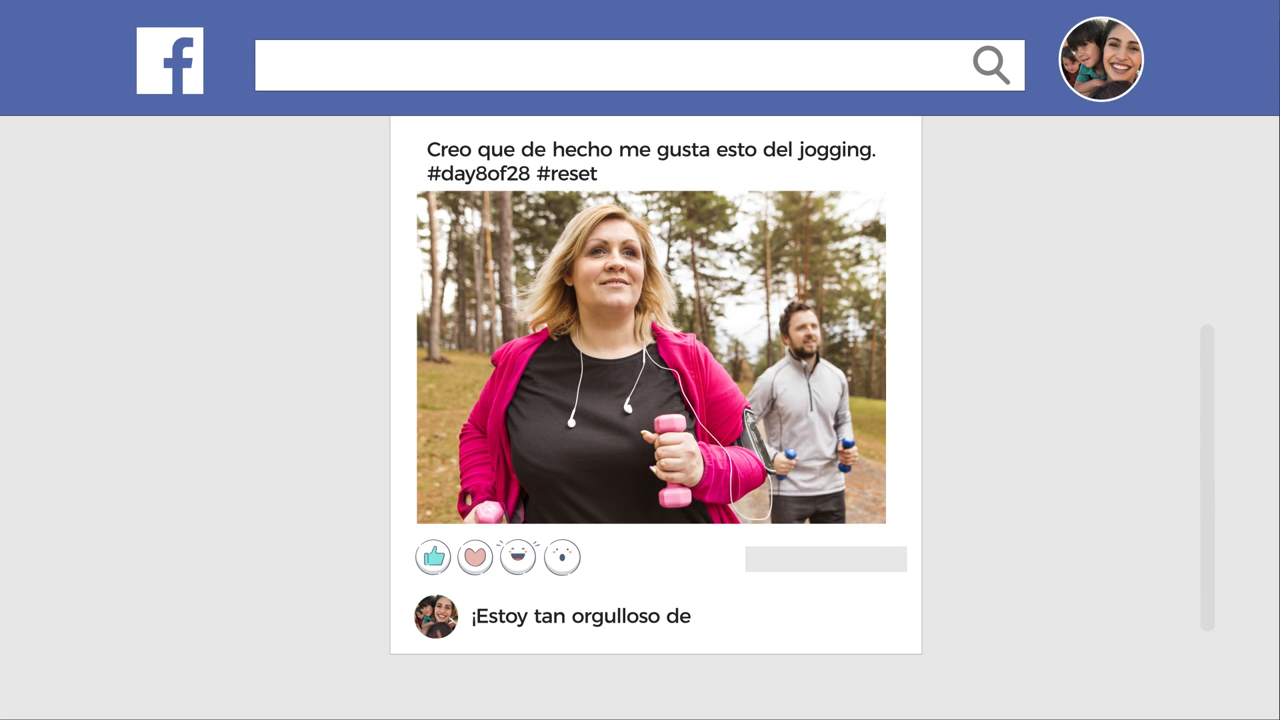 f
Creo que de hecho me gusta esto del jogging.
#day8of28 #reset
¡Estoy tan orgulloso de